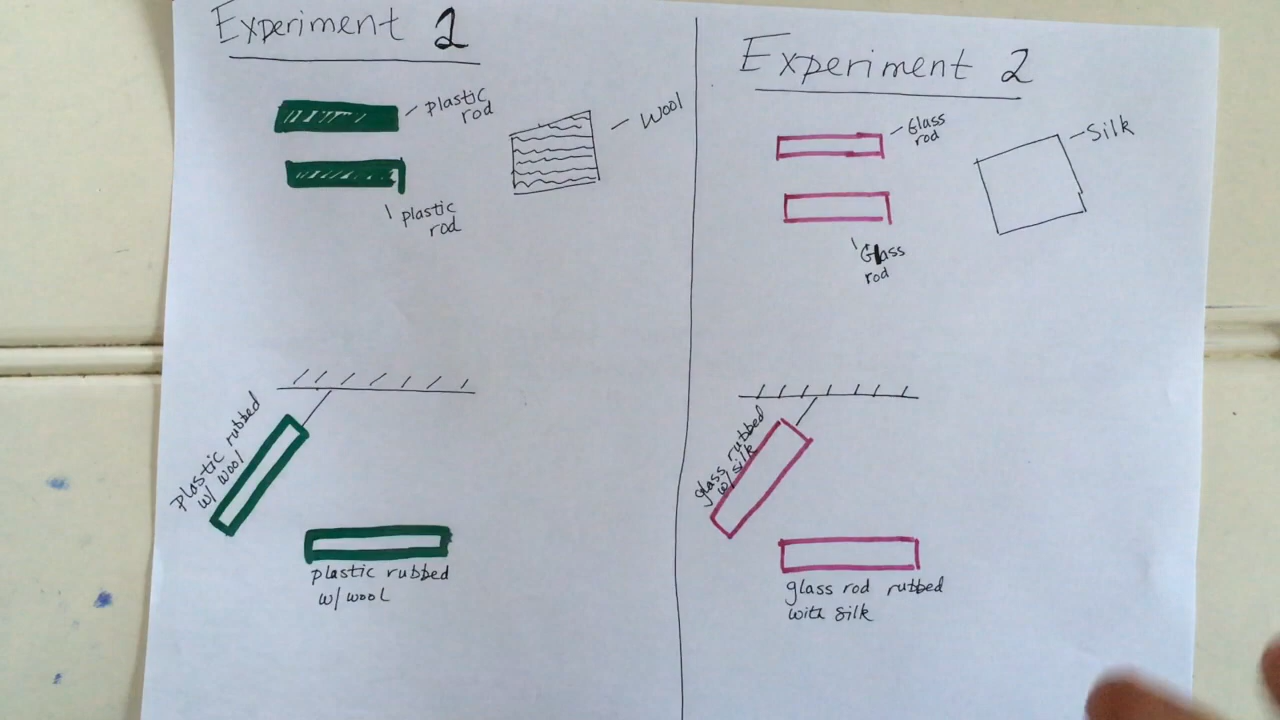 Experiment 1
plastic
rod
plastic
rod
Wool
plastic rubbed
w/ wool
plastic rubbed
w/ wool
Experiment 2
Glass
rod
Glass
rod
Silk
glass rubbed
w/ silk
glass rod rubbed
with silk